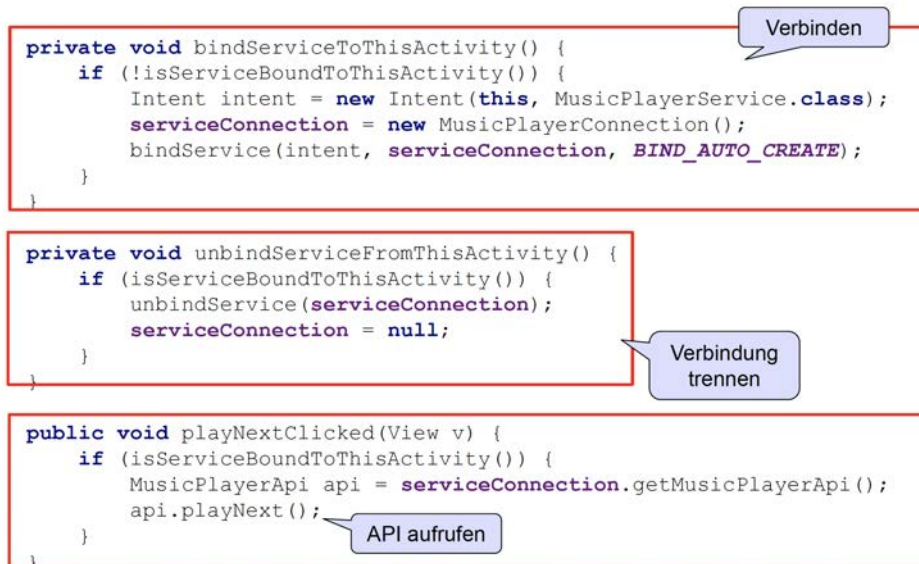 Verbinden
private void bindServiceToThisActivity() {
if (!isServiceBoundToThisActivity()) {
Intent intent = new Intent(this, MusicPlayerService.class);
serviceConnection = new MusicPlayerConnection();
bindService(intent, serviceConnection, BIND_AUTO_CREATE);
}
}
private void unbindServiceFromThisActivity() {
if (isServiceBoundToThisActivity()) {
unbindService(serviceConnection);
serviceConnection = null;
}
}
Verbindung
trennen
public void playNextClicked(View v) {
if (isServiceBoundToThisActivity()) {
MusicPlayerApi api = serviceConnection.getMusicPlayerApi();
api.playNext();
API aufrufen
}
}